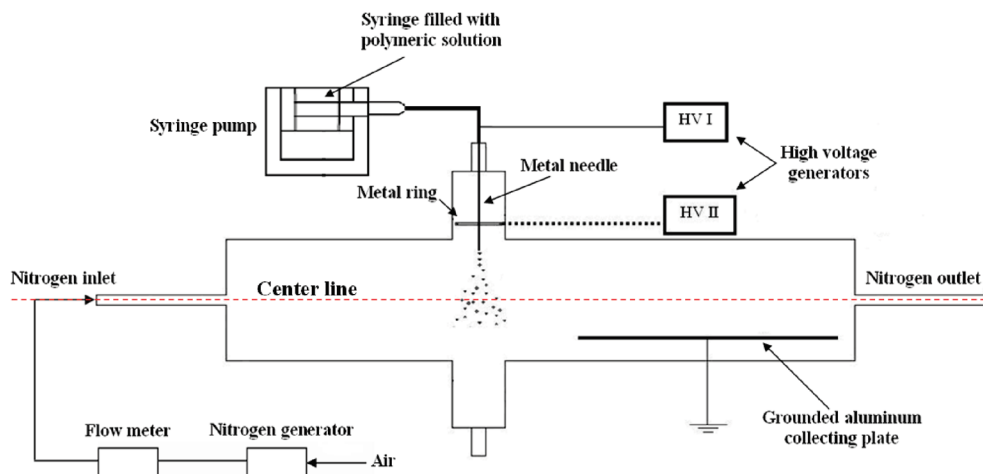 Syringe filled with
polymeric solution
Syringe pump
HV I
High voltage
generators
Metal needle
Metal ring
HV II
Nitrogen inlet
Center line
Nitrogen outlet
Grounded aluminum
collecting plate
Flow meter
Nitrogen generator
Air